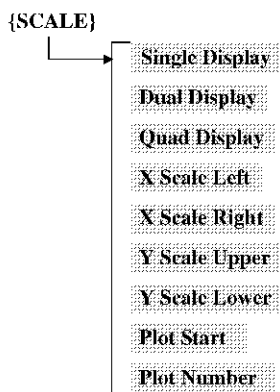 {SCALE}
Single Display
Dual Display
Quad Display
X Scale Left
X Scale Right
Y Scale Upper
Y Scale Lower
Plot Start
Plot Number